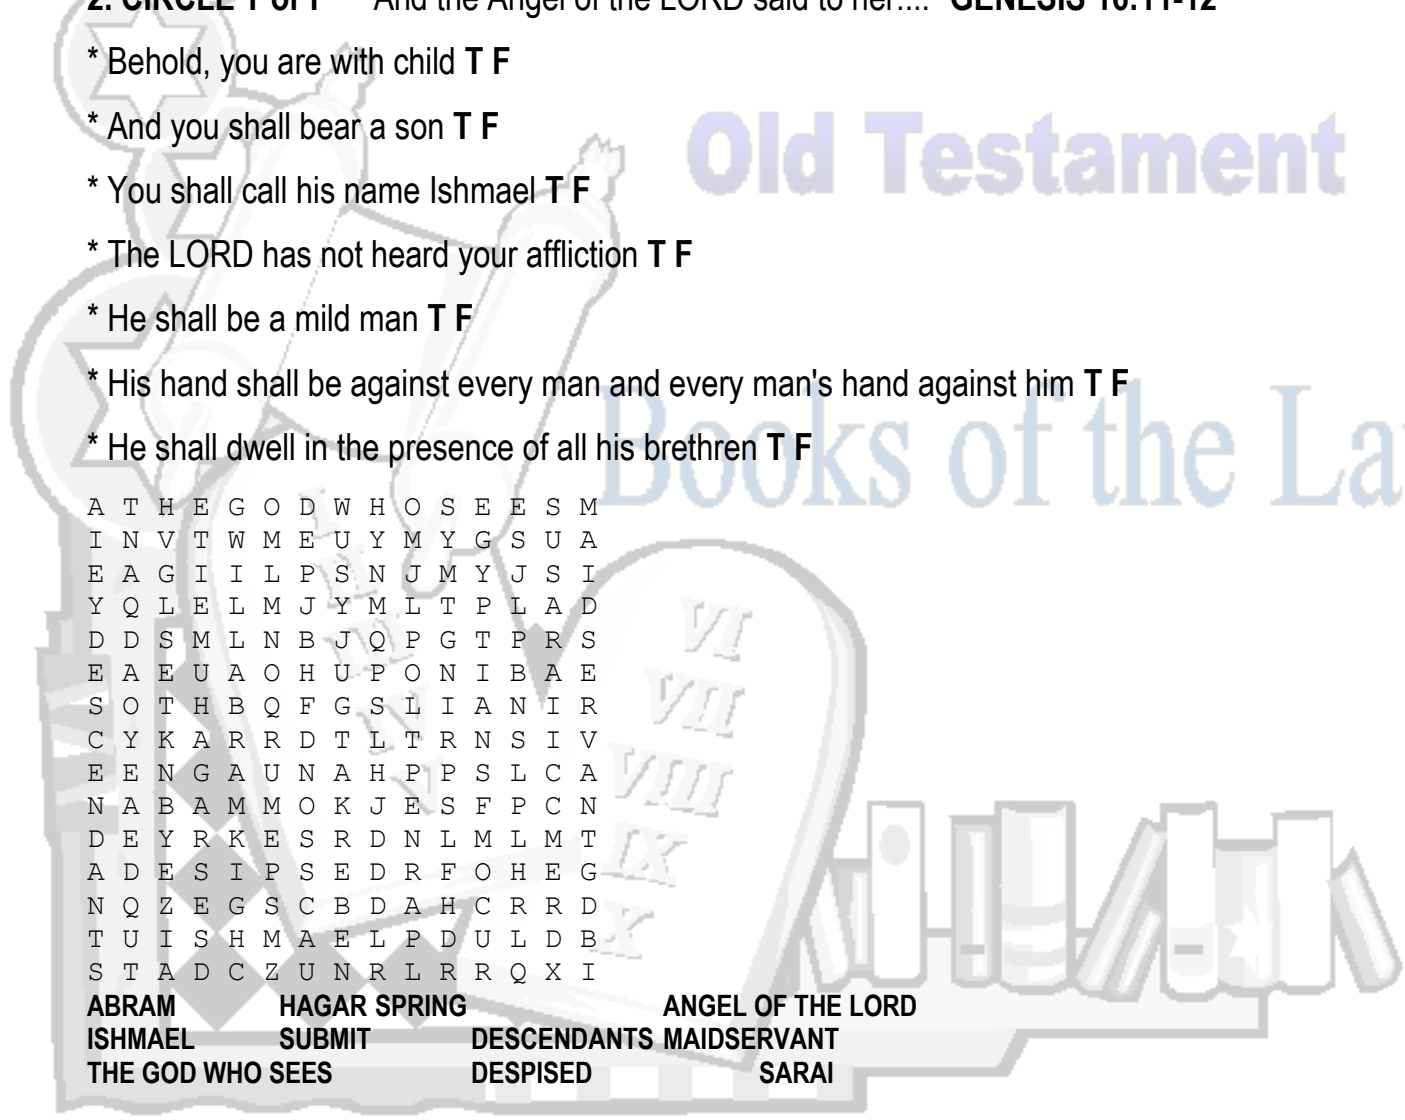 2. CIRCLE T or F "And the Angel of the LORD said to her...." GENESIS 16:11-12
* Behold, you are with child T F
* And you shall bear a son T F
Old Testament
* You shall call his name Ishmael T F
* The LORD has not heard your affliction T F
* He shall be a mild man T F
* His hand shall be against every man and every man's hand against him T F
Books of the La
* He shall dwell in the presence of all his brethren T F
A T H E G O D W H O S E E S M
I N V T W M E U Y M Y G S U A
E A G I I L P S N J M Y J S I
Y Q L E L M J Y M L T P L A D
D D S M L N B J Q P G T P R S
E A E U A O H U P O N I B A E
S O T H B Q F G S L I A N I R
C Y K A R R D T L T R N S I V
E E N G A U N A H P P S L C A
N A B A M M O K J E S F P C N
D E Y R K E S R D N L M L M T
A D E S I P S E D R F O H E G
N Q Z E G S C B D A H C R R D
T U I S H M A E L P D U L D B
S T A D C Z U N R L R R Q X I
VI
VII
VIII
IX
X
ABRAM HAGAR SPRING ANGEL OF THE LORD
ISHMAEL SUBMIT DESCENDANTS MAIDSERVANT
THE GOD WHO SEES DESPISED SARAI